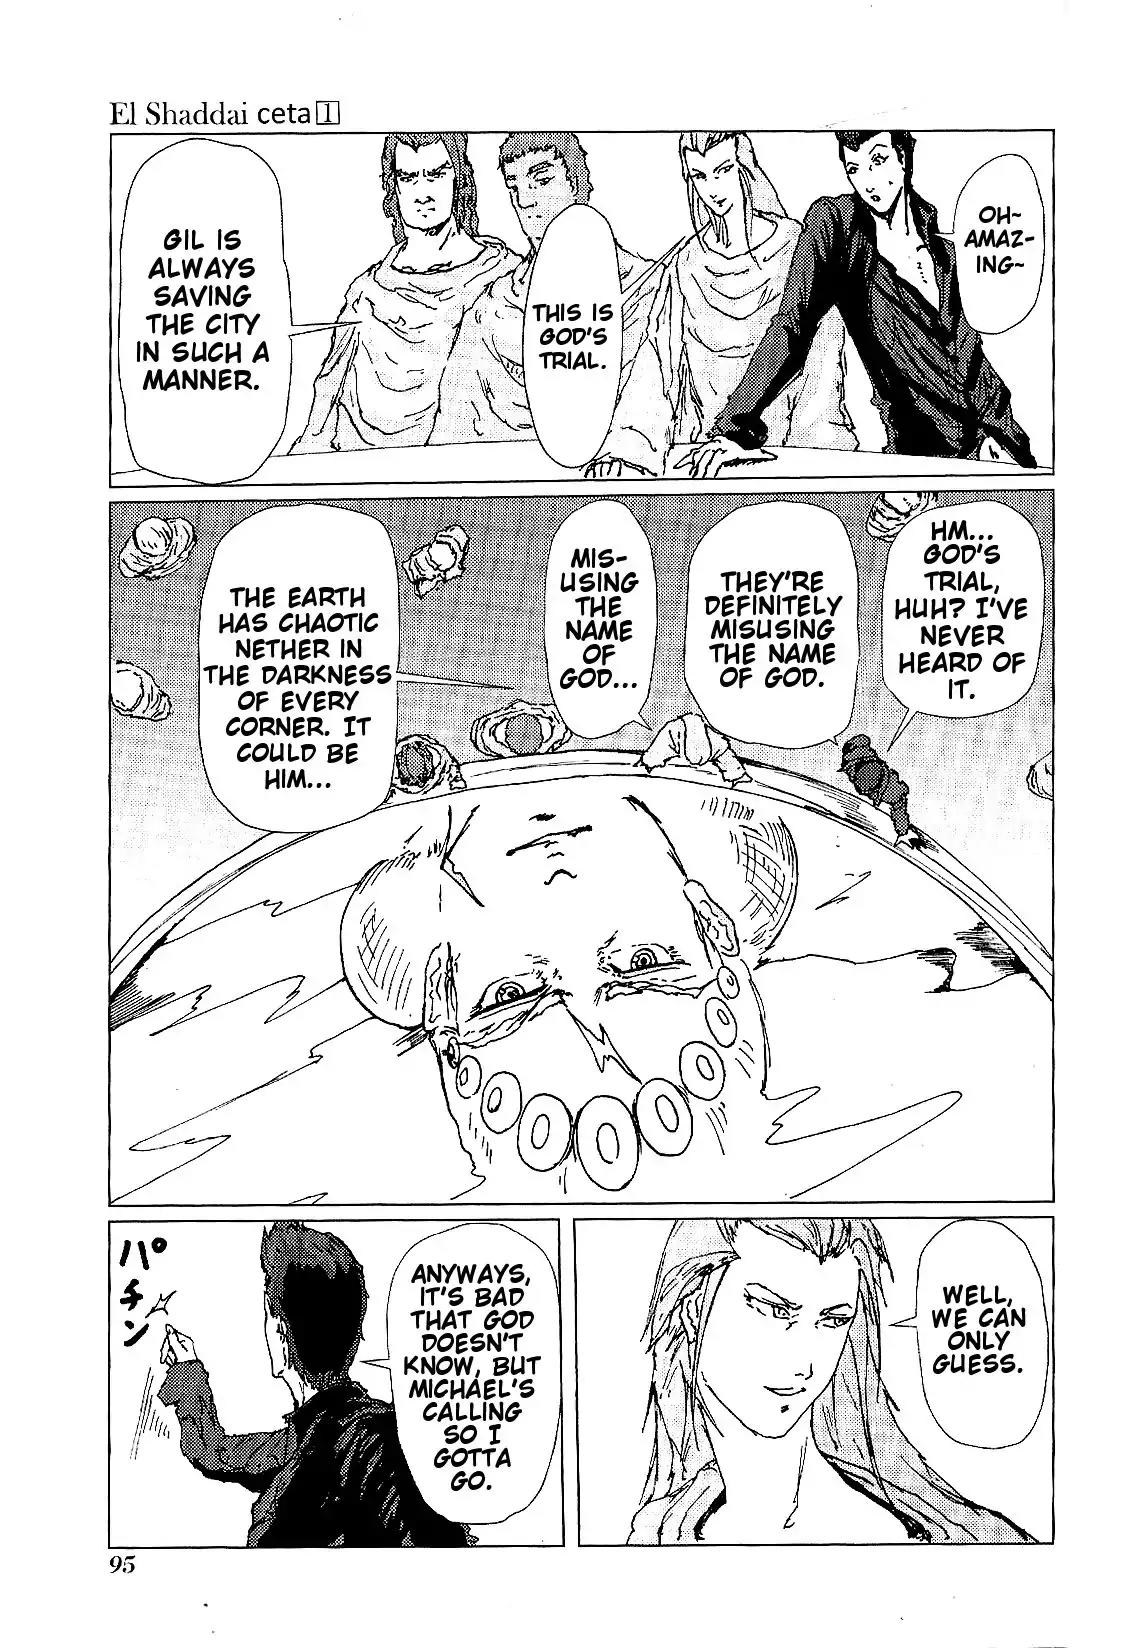 El Shaddai ceta 1
OH~
AMAZ-
ING~
THIS IS
GOD'S
TRIAL.
GIL IS
ALWAYS
SAVING
THE CITY
IN SUCH A
MANNER.
HM...
GOD'S
TRIAL,
HUH? I'VE
NEVER
HEARD OF
IT.
THEY'RE
DEFINITELY
MISUSING
THE NAME
OF GOD.
MIS-
USING
THE
NAME
OF
GOD...
THE EARTH
HAS CHAOTIC
NETHER IN
THE DARKNESS
OF EVERY
CORNER. IT
COULD BE
HIM...
WELL,
WE CAN
ONLY
GUESS.
ANYWAYS,
IT'S BAD
THAT GOD
DOESN'T
KNOW, BUT
MICHAEL'S
CALLING
SO I
GOTTA
GO.
パチン
95